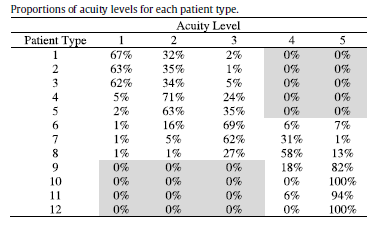 Proportions of acuity levels for each patient type.
Acuity Level
Patient Type 1 2 3 4 5
1 67% 32% 2% 0% 0%
2 63% 35% 1% 0% 0%
3 62% 34% 5% 0% 0%
4 5% 71% 24% 0% 0%
5 2% 63% 35% 0% 0%
6 1% 16% 69% 6% 7%
7 1% 5% 62% 31% 1%
8 1% 1% 27% 58% 13%
9 0% 0% 0% 18% 82%
10 0% 0% 0% 0% 100%
11 0% 0% 0% 6% 94%
12 0% 0% 0% 0% 100%